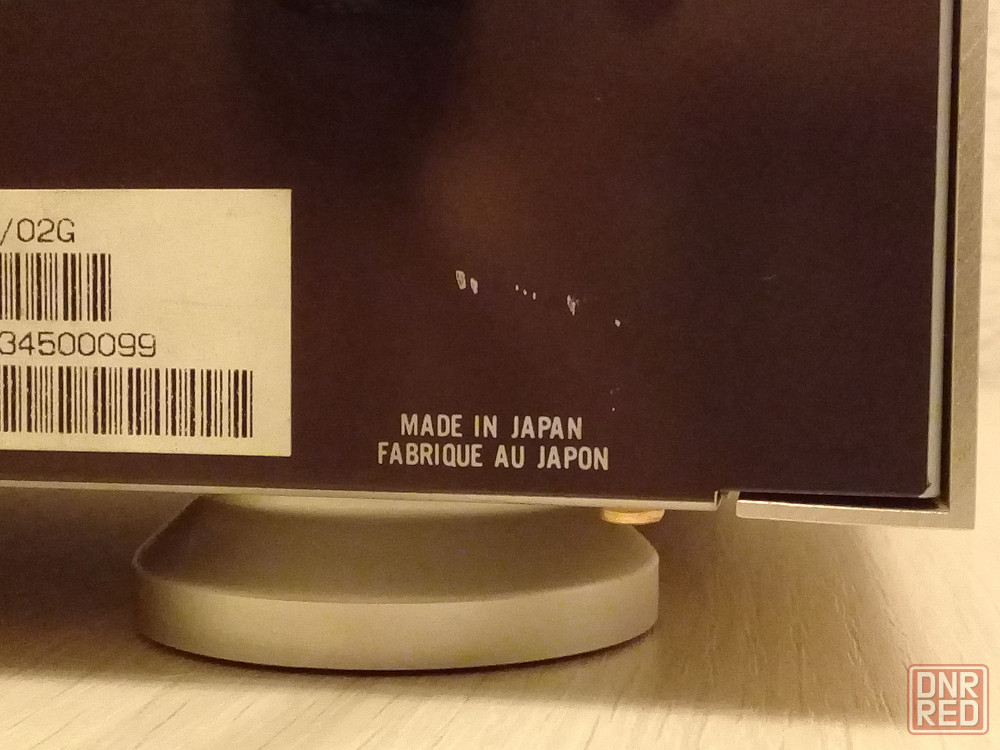 /02G
34500099
MADE IN JAPAN
FABRIQUE AU JAPON
DNR
RED